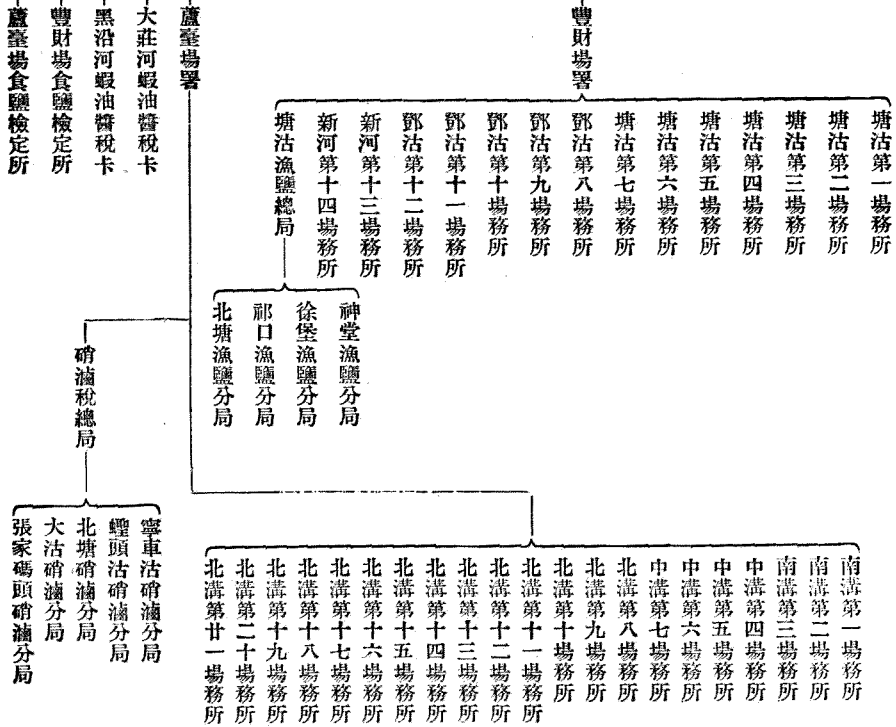 豐財場署
塘沽第一場務所
塘沽第二場務所
塘沽第三場務所
塘沽第四場務所
塘沽第五場務所
塘沽第六場務所
塘沽第七場務所
鄧沽第八場務所
鄧沽第九場務所
鄧沽第十場務所
鄧沽第十一場務所
鄧沽第十二場務所
新河第十三場務所
新河第十四場務所
塘沽漁鹽總局
神堂漁鹽分局
徐堡漁鹽分局
祁口漁鹽分局
北塘漁鹽分局
蘆臺場署
南溝第一場務所
南溝第二場務所
南溝第三場務所
中溝第四場務所
中溝第五場務所
中溝第六場務所
中溝第七場務所
北溝第八場務所
北溝第九場務所
北溝第十場務所
北溝第十一場務所
北溝第十二場務所
北溝第十三場務所
北溝第十四場務所
北溝第十五場務所
北溝第十六場務所
北溝第十七場務所
北溝第十八場務所
北溝第十九場務所
北溝第二十場務所
北溝第廿一場務所
硝滷稅總局
寧車沽硝滷分局
蟶頭沽硝滷分局
北塘硝滷分局
大沽硝滷分局
張家碼頭硝滷分局
大莊河蝦油醬稅卡
黑沿河蝦油醬稅卡
豐財場食鹽檢定所
蘆臺場食鹽檢定所